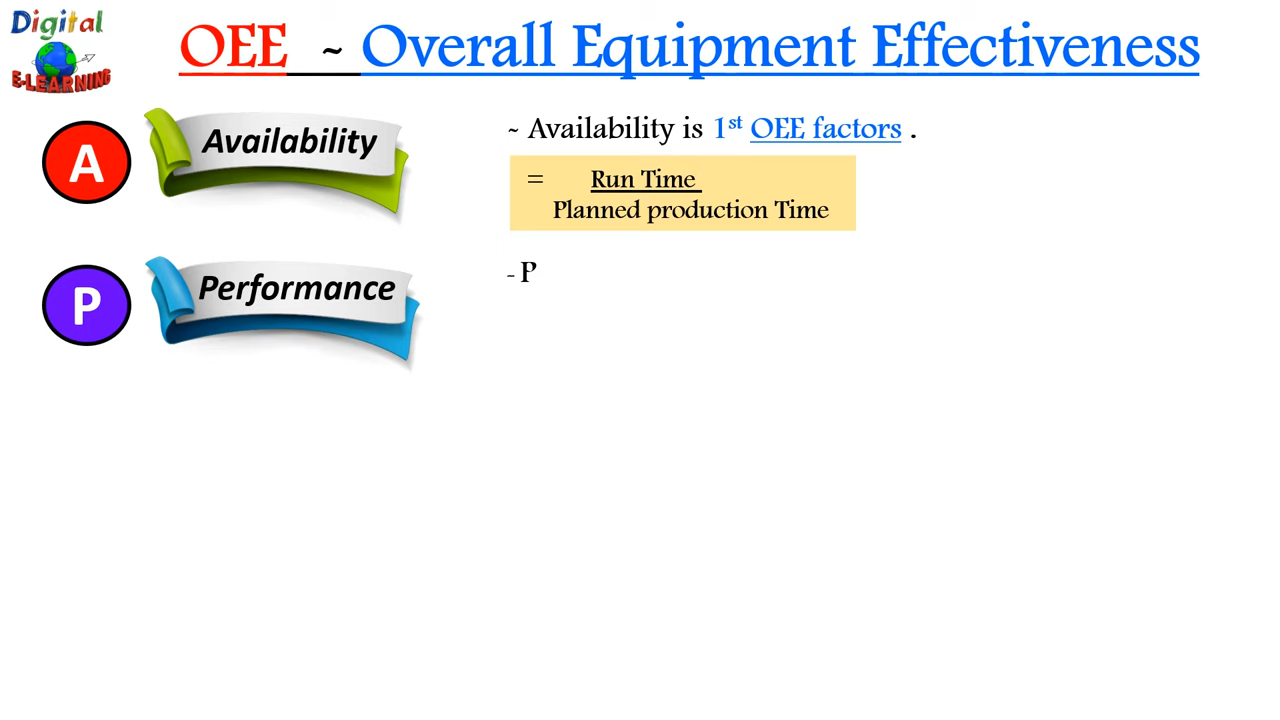 Digital
E-LEARNING
OEE ~ Overall Equipment Effectiveness
A
Availability
~ Availability is 1st OEE factors .
= Run Time
Planned production Time
P
Performance
- P